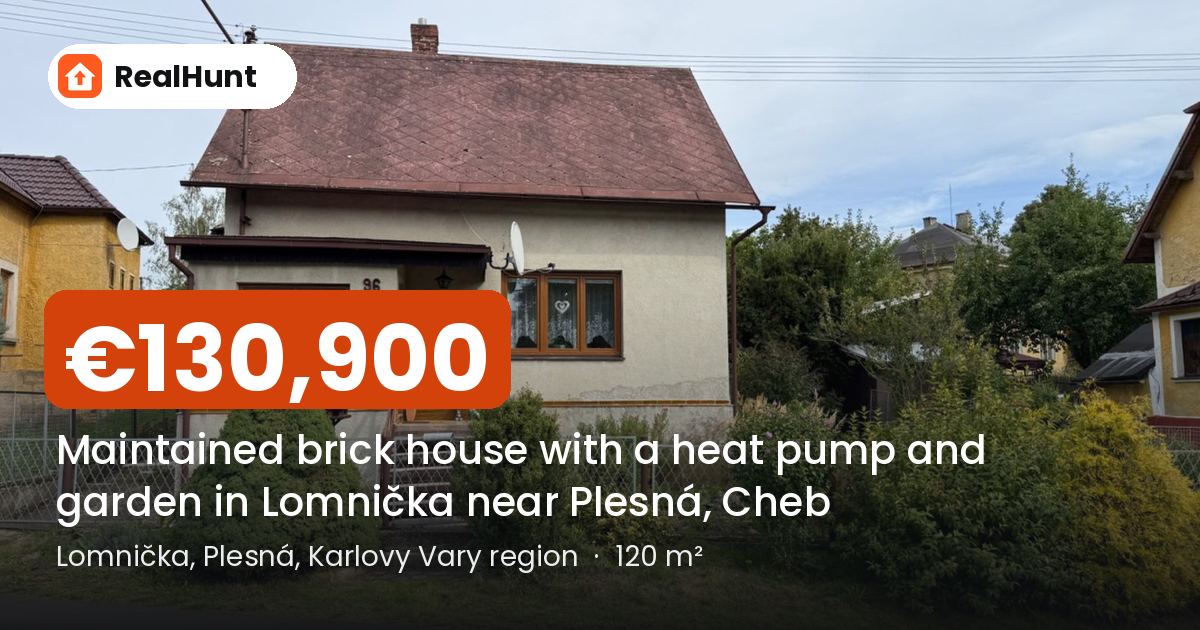 RealHunt
96
€130,900
Maintained brick house with a heat pump and
garden in Lomnička near Plesná, Cheb
Lomnička, Plesná, Karlovy Vary region · 120 m²